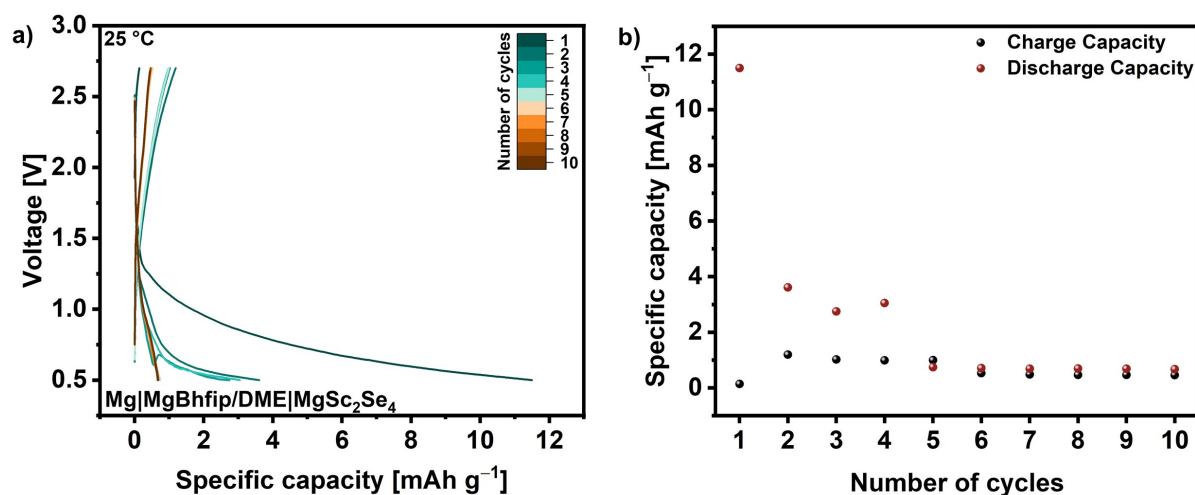 a)
25 °C
Number of cycles
1
2
3
4
5
6
7
8
9
10
Voltage [V]
3.0
2.5
2.0
1.5
1.0
0.5
Mg|MgBhfip/DME|MgSc₂Se₄
0 2 4 6 8 10 12
Specific capacity [mAh g⁻¹]
b)
Charge Capacity
Discharge Capacity
Specific capacity [mAh g⁻¹]
12
10
8
6
4
2
0
1 2 3 4 5 6 7 8 9 10
Number of cycles